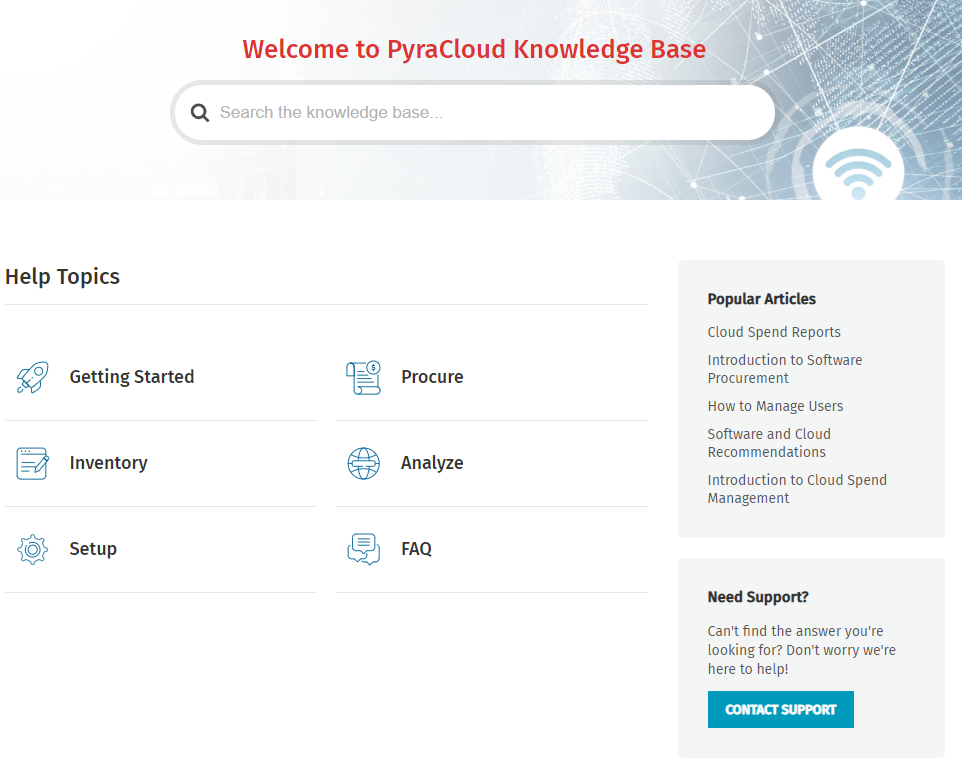 Welcome to PyraCloud Knowledge Base
Search the knowledge base...
Help Topics
Getting Started
Procure
Inventory
Analyze
Setup
FAQ
Popular Articles
Cloud Spend Reports
Introduction to Software
Procurement
How to Manage Users
Software and Cloud
Recommendations
Introduction to Cloud Spend
Management
Need Support?
Can't find the answer you're
looking for? Don't worry we're
here to help!
CONTACT SUPPORT